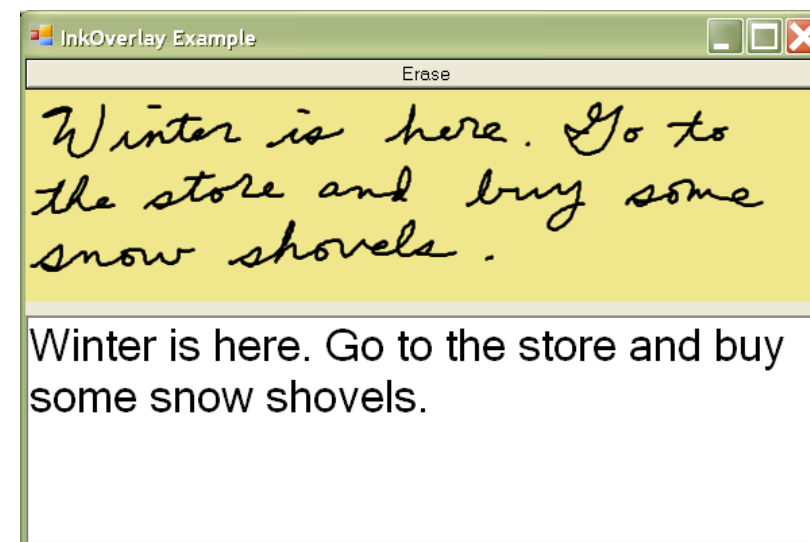 InkOverlay Example
Erase
Winter is here. Go to
the store and buy some
snow shovels.
Winter is here. Go to the store and buy
some snow shovels.